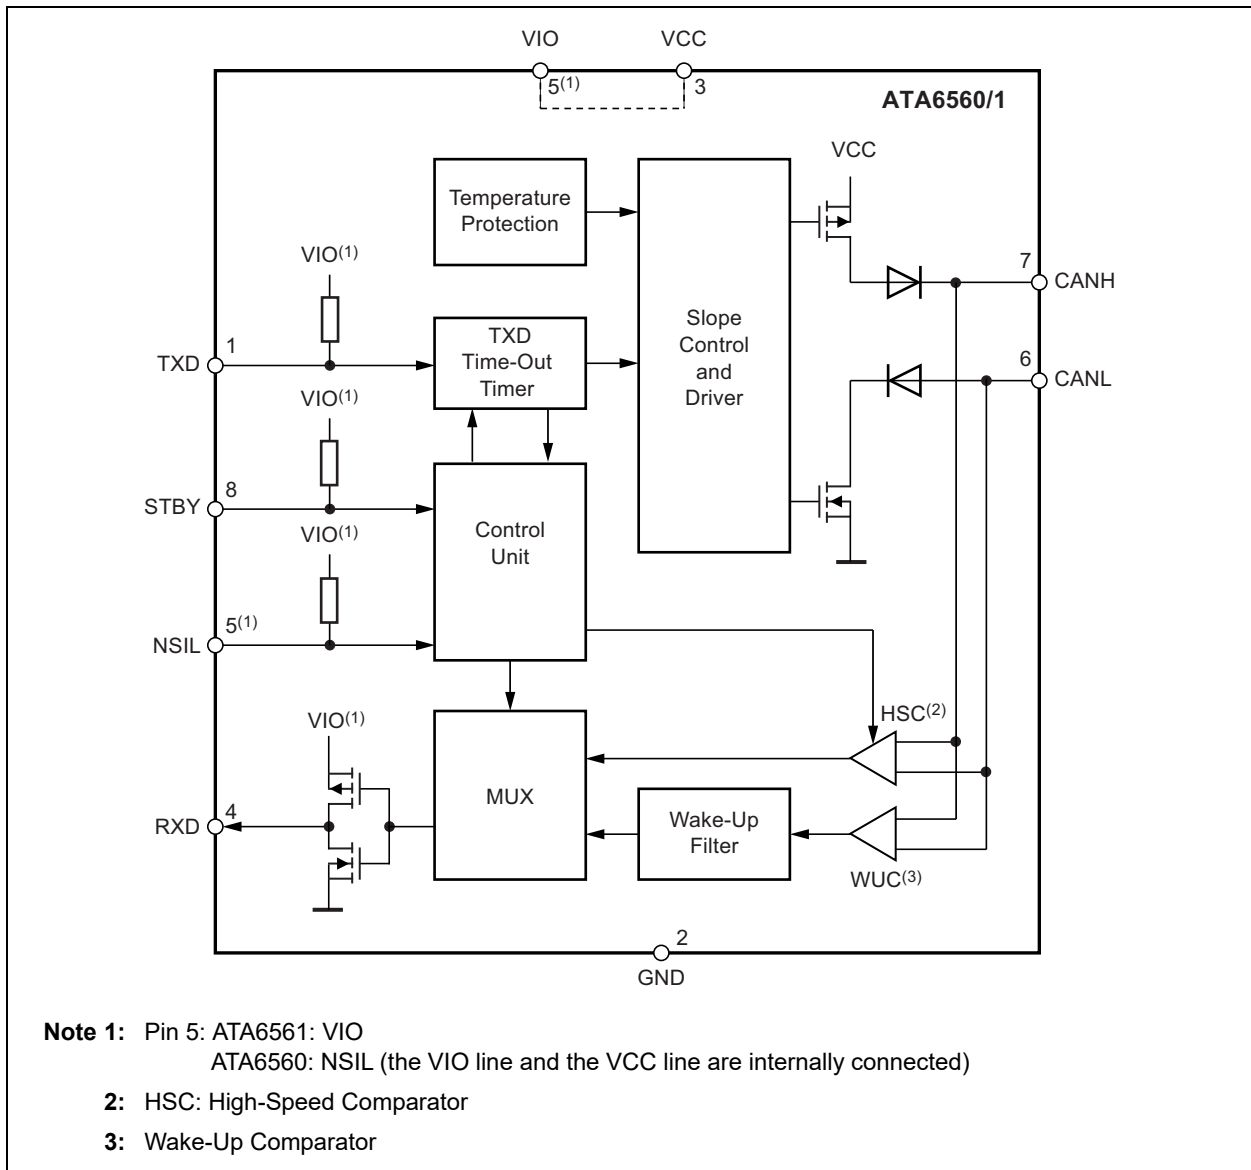 VIO VCC
5(1) 3
ATA6560/1
VCC
Temperature
Protection
VIO(1)
7
CANH
TXD
Time-Out
Timer
Slope
Control
and
Driver
1
TXD
6
CANL
VIO(1)
8
STBY
Control
Unit
VIO(1)
5(1)
NSIL
HSC(2)
VIO(1)
MUX
4
RXD
Wake-Up
Filter
WUC(3)
2
GND
Note 1: Pin 5: ATA6561: VIO
ATA6560: NSIL (the VIO line and the VCC line are internally connected)
2: HSC: High-Speed Comparator
3: Wake-Up Comparator